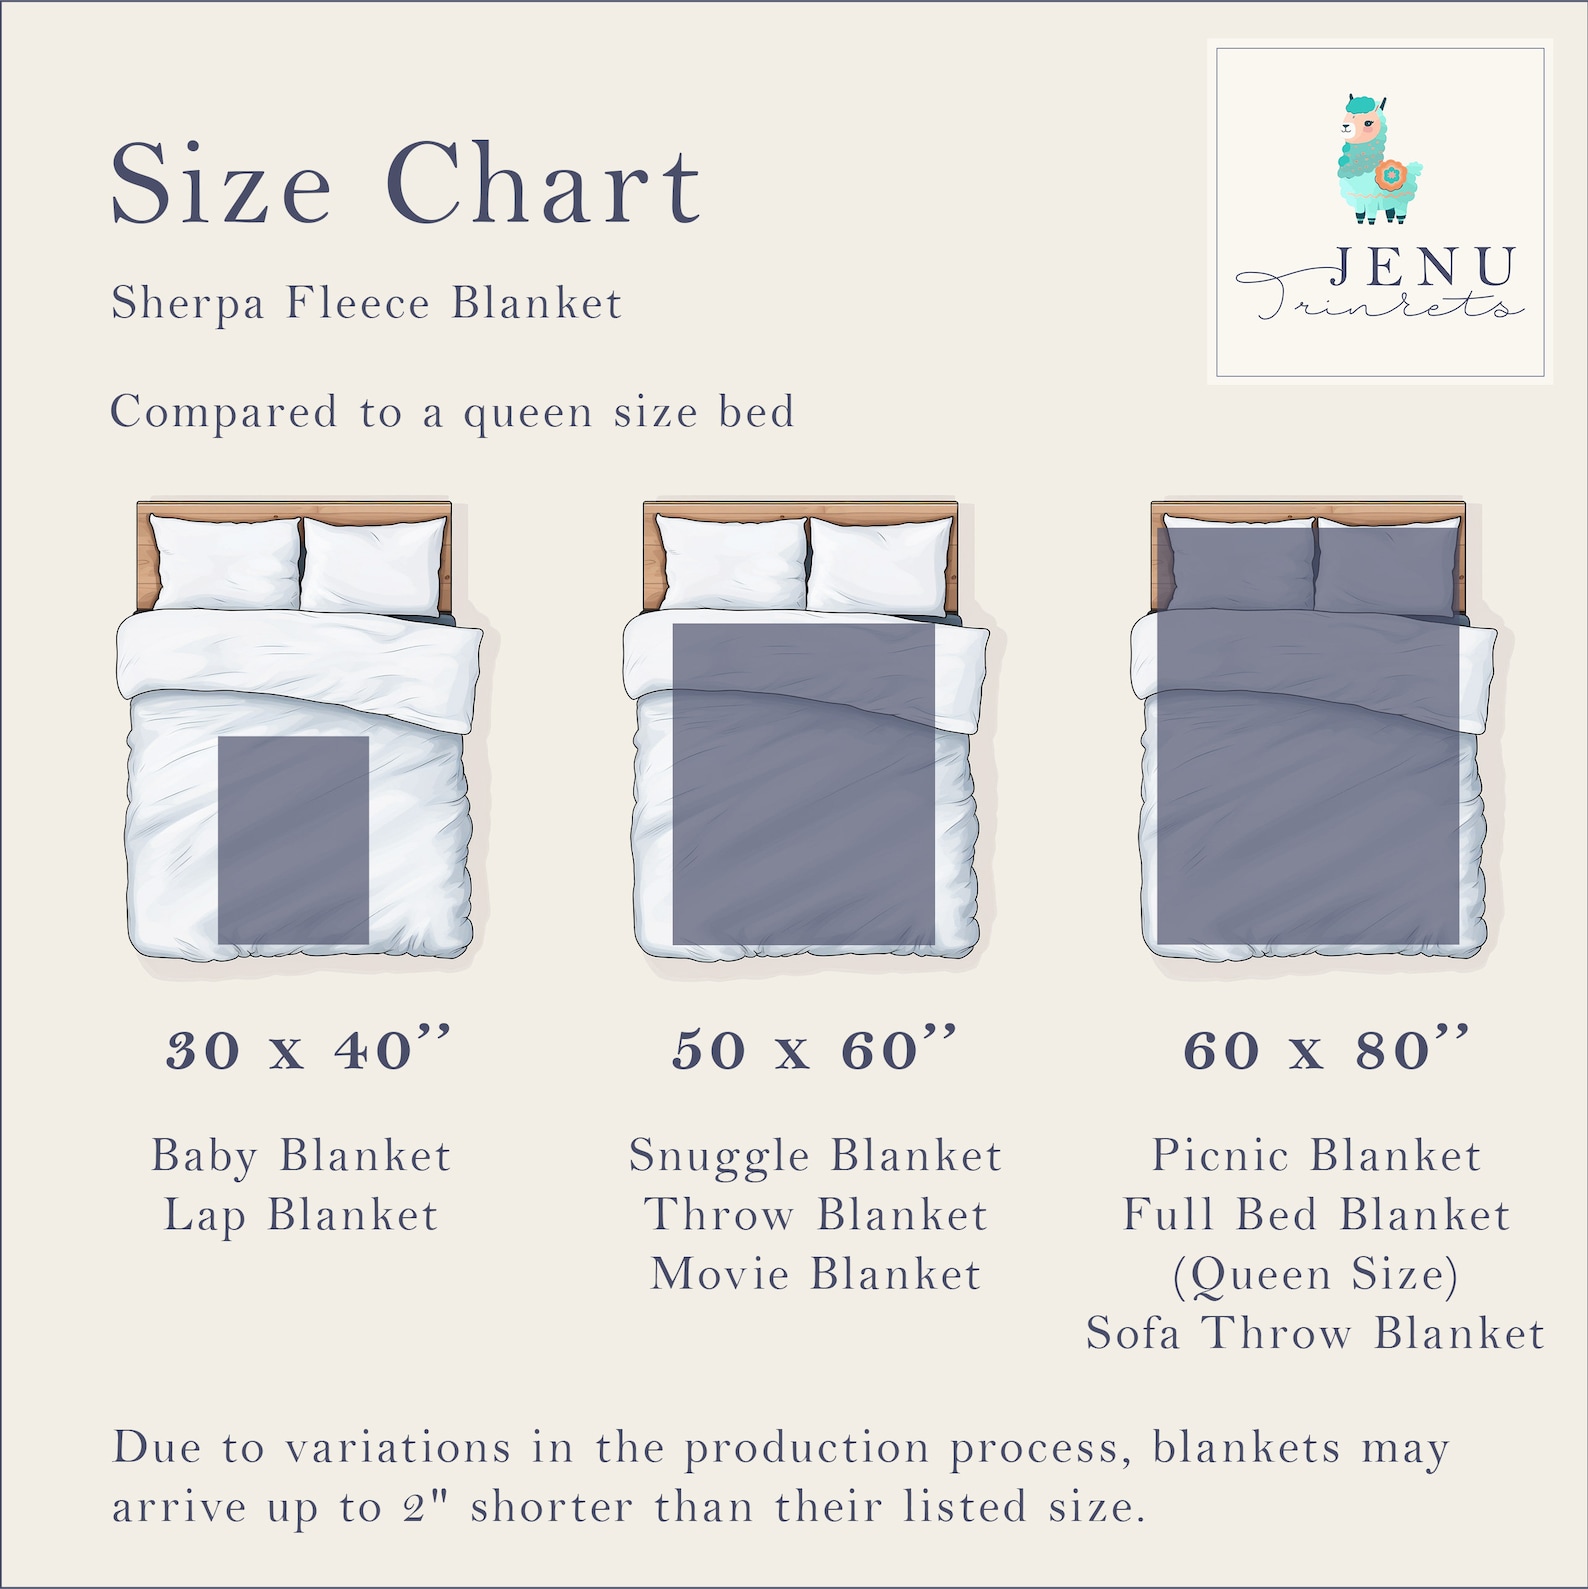 Size Chart
JENU
Trinkets
Sherpa Fleece Blanket
Compared to a queen size bed
30 x 40’’
50 x 60’’
60 x 80’’
Baby Blanket
Lap Blanket
Snuggle Blanket
Throw Blanket
Movie Blanket
Picnic Blanket
Full Bed Blanket
(Queen Size)
Sofa Throw Blanket
Due to variations in the production process, blankets may
arrive up to 2" shorter than their listed size.